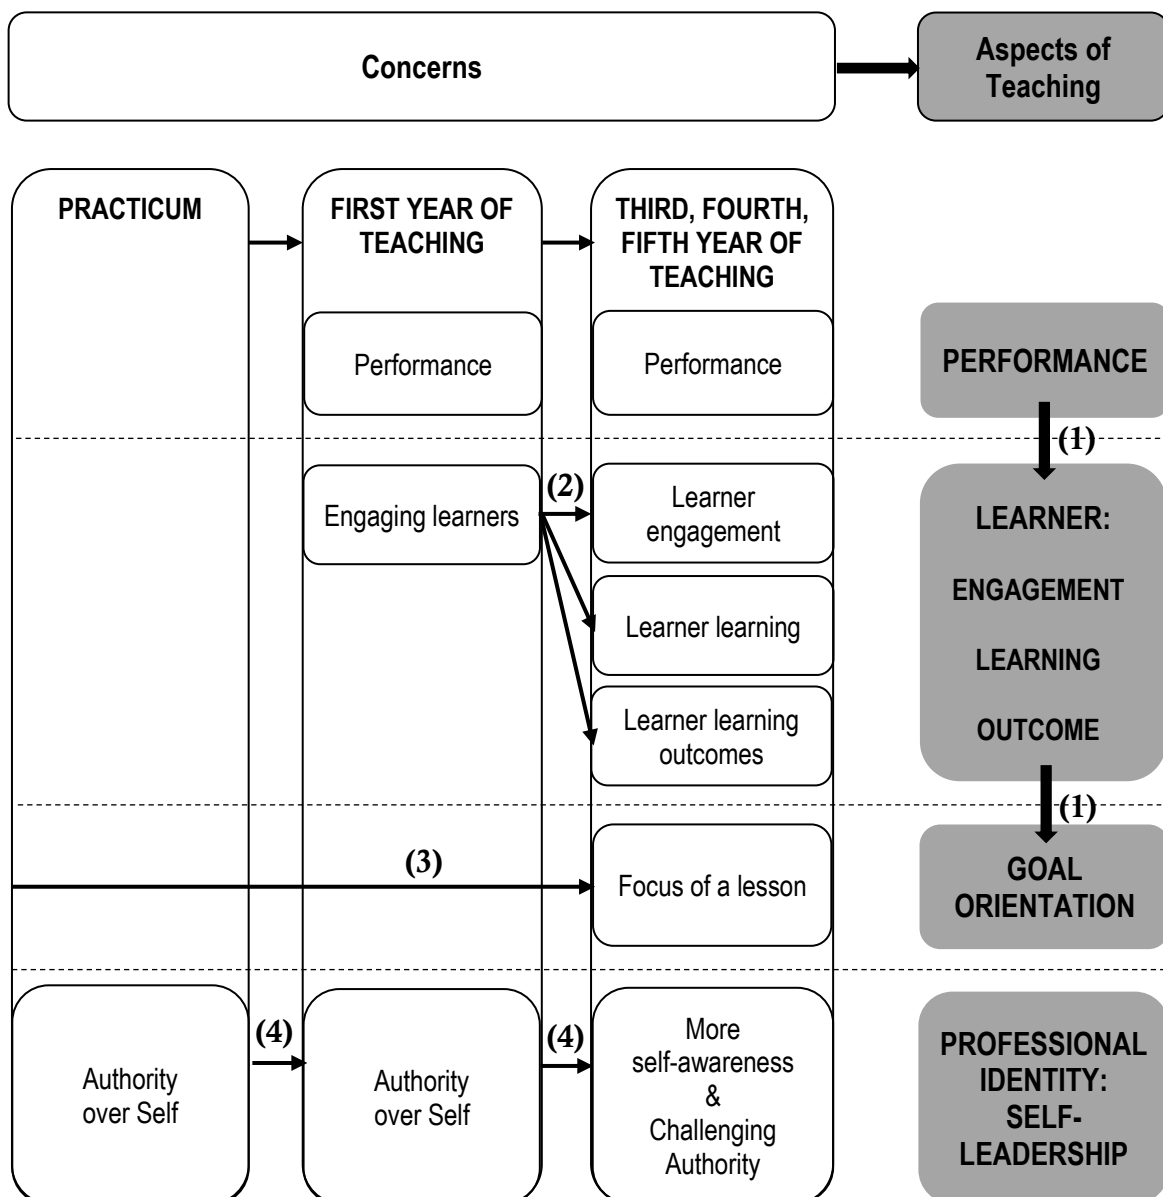 Concerns
Aspects of
Teaching
PRACTICUM
FIRST YEAR OF
TEACHING
THIRD, FOURTH,
FIFTH YEAR OF
TEACHING
Performance
Performance
PERFORMANCE
(1)
Engaging learners
(2)
Learner
engagement
Learner learning
Learner learning
outcomes
LEARNER:
ENGAGEMENT
LEARNING
OUTCOME
(1)
(3)
Focus of a lesson
GOAL
ORIENTATION
Authority
over Self
(4)
Authority
over Self
(4)
More
self-awareness
&
Challenging
Authority
PROFESSIONAL
IDENTITY:
SELF-
LEADERSHIP